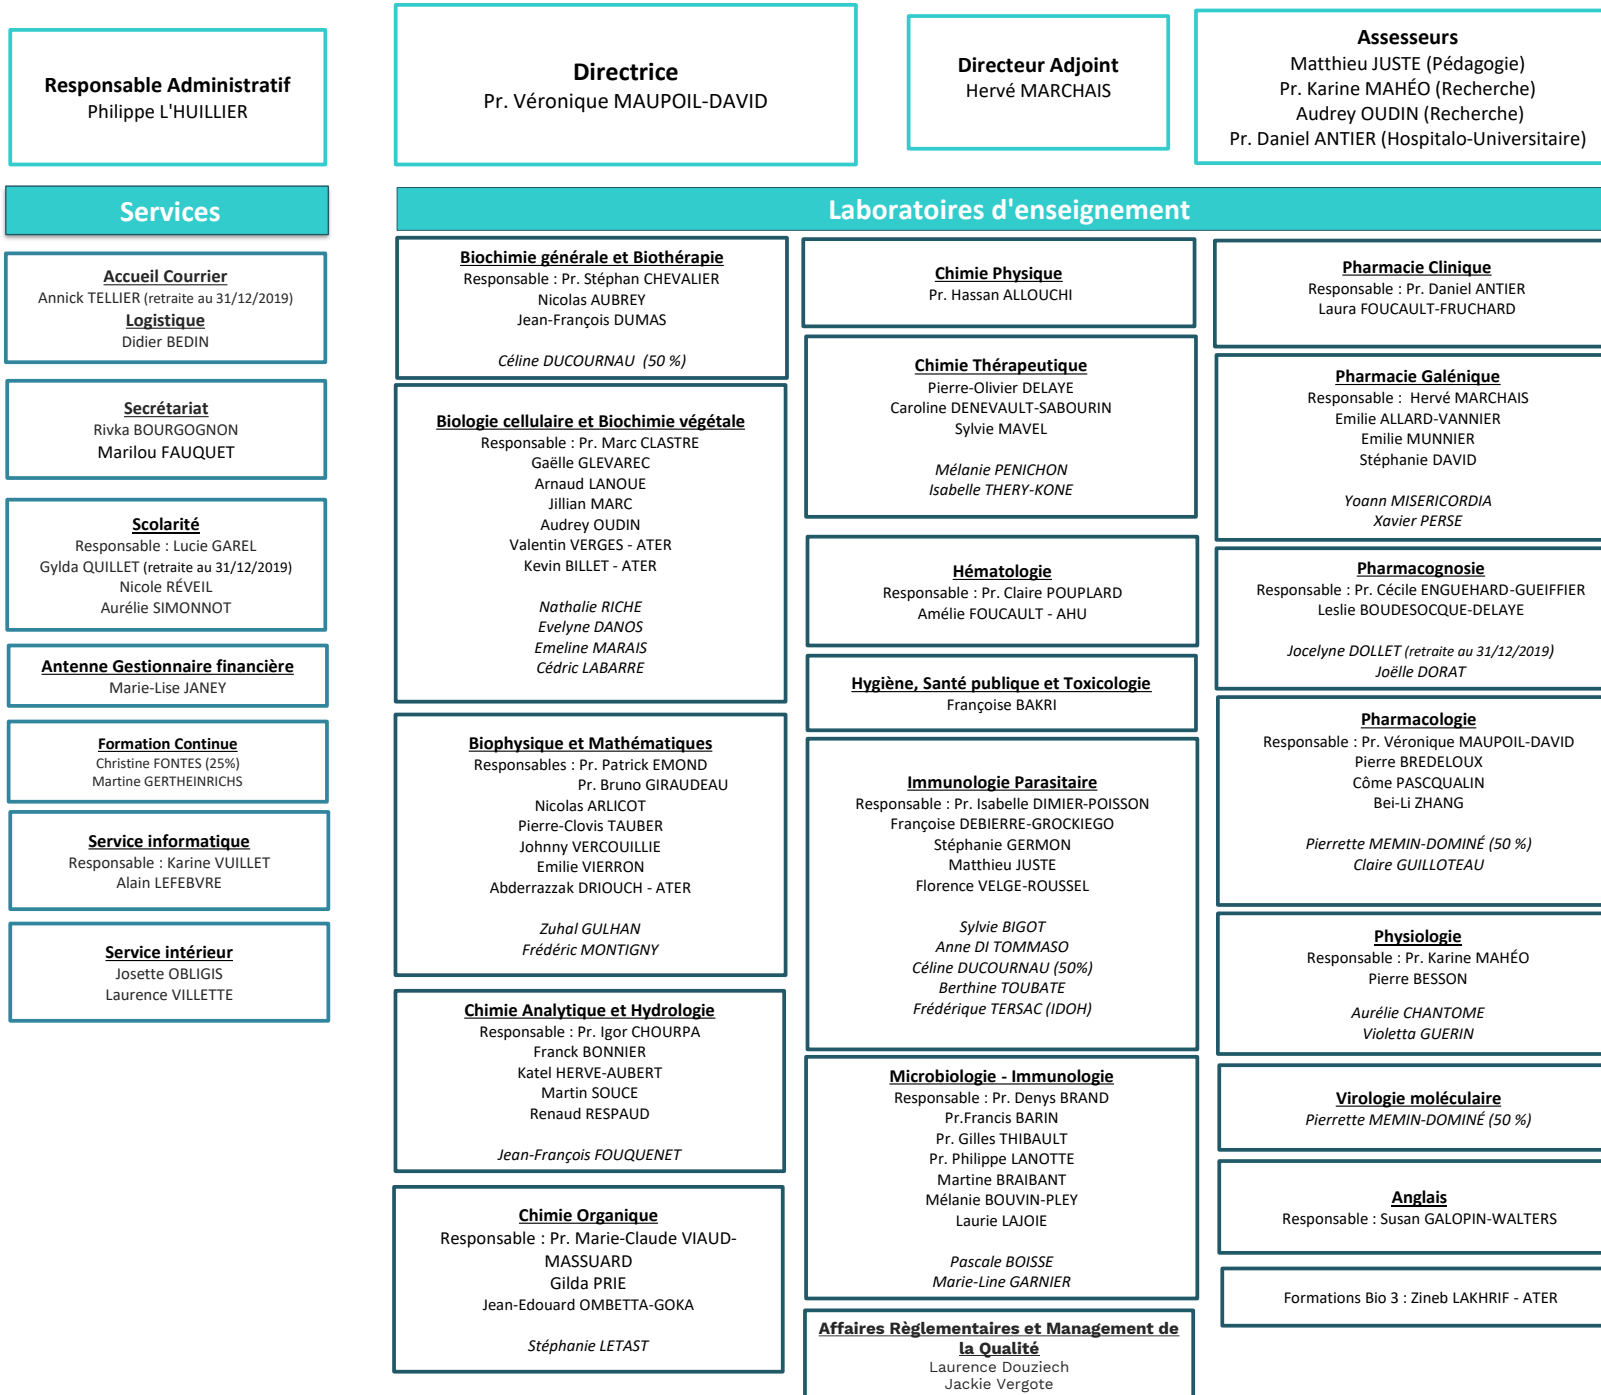 Responsable Administratif
Philippe L'HUILLIER
Directrice
Pr. Véronique MAUPOIL-DAVID
Directeur Adjoint
Hervé MARCHAIS
Assesseurs
Matthieu JUSTE (Pédagogie)
Pr. Karine MAHÉO (Recherche)
Audrey OUDIN (Recherche)
Pr. Daniel ANTIER (Hospitalo-Universitaire)
Services
Accueil Courrier
Annick TELLIER (retraite au 31/12/2019)
Logistique
Didier BEDIN
Secrétariat
Rivka BOURGOGNON
Marilou FAUQUET
Scolarité
Responsable : Lucie GAREL
Gylda QUILLET (retraite au 31/12/2019)
Nicole RÉVEIL
Aurélie SIMONNOT
Antenne Gestionnaire financière
Marie-Lise JANEY
Formation Continue
Christine FONTES (25%)
Martine GERTHEINRICHS
Service informatique
Responsable : Karine VUILLET
Alain LEFEBVRE
Service intérieur
Josette OBLIGIS
Laurence VILLETTE
Laboratoires d'enseignement
Biochimie générale et Biothérapie
Responsable : Pr. Stéphan CHEVALIER
Nicolas AUBREY
Jean-François DUMAS
Céline DUCOURNAU (50 %)
Biologie cellulaire et Biochimie végétale
Responsable : Pr. Marc CLASTRE
Gaëlle GLEVAREC
Arnaud LANOUE
Jillian MARC
Audrey OUDIN
Valentin VERGES - ATER
Kevin BILLET - ATER
Nathalie RICHE
Evelyne DANOS
Emeline MARAIS
Cédric LABARRE
Biophysique et Mathématiques
Responsables : Pr. Patrick EMOND
Pr. Bruno GIRAUDEAU
Nicolas ARLICOT
Pierre-Clovis TAUBER
Johnny VERCOUILLIE
Emilie VIERRON
Abderrazzak DRIOUCH - ATER
Zuhal GULHAN
Frédéric MONTIGNY
Chimie Analytique et Hydrologie
Responsable : Pr. Igor CHOURPA
Franck BONNIER
Katel HERVE-AUBERT
Martin SOUCE
Renaud RESPAUD
Jean-François FOUQUENET
Chimie Organique
Responsable : Pr. Marie-Claude VIAUD-
MASSUARD
Gilda PRIE
Jean-Edouard OMBETTA-GOKA
Stéphanie LETAST
Chimie Physique
Pr. Hassan ALLOUCHI
Chimie Thérapeutique
Pierre-Olivier DELAYE
Caroline DENEVAULT-SABOURIN
Sylvie MAVEL
Mélanie PENICHON
Isabelle THERY-KONE
Hématologie
Responsable : Pr. Claire POUPLARD
Amélie FOUCAULT - AHU
Hygiène, Santé publique et Toxicologie
Françoise BAKRI
Immunologie Parasitaire
Responsable : Pr. Isabelle DIMIER-POISSON
Françoise DEBIERRE-GROCKIEGO
Stéphanie GERMON
Matthieu JUSTE
Florence VELGE-ROUSSEL
Sylvie BIGOT
Anne DI TOMMASO
Céline DUCOURNAU (50%)
Berthine TOUBATE
Frédérique TERSAC (IDOH)
Microbiologie - Immunologie
Responsable : Pr. Denys BRAND
Pr.Francis BARIN
Pr. Gilles THIBAULT
Pr. Philippe LANOTTE
Martine BRAIBANT
Mélanie BOUVIN-PLEY
Laurie LAJOIE
Pascale BOISSE
Marie-Line GARNIER
Affaires Règlementaires et Management de
la Qualité
Laurence Douziech
Jackie Vergote
Pharmacie Clinique
Responsable : Pr. Daniel ANTIER
Laura FOUCAULT-FRUCHARD
Pharmacie Galénique
Responsable : Hervé MARCHAIS
Emilie ALLARD-VANNIER
Emilie MUNNIER
Stéphanie DAVID
Yoann MISERICORDIA
Xavier PERSE
Pharmacognosie
Responsable : Pr. Cécile ENGUEHARD-GUEIFFIER
Leslie BOUDESOCQUE-DELAYE
Jocelyne DOLLET (retraite au 31/12/2019)
Joëlle DORAT
Pharmacologie
Responsable : Pr. Véronique MAUPOIL-DAVID
Pierre BREDELOUX
Côme PASCQUALIN
Bei-Li ZHANG
Pierrette MEMIN-DOMINÉ (50 %)
Claire GUILLOTEAU
Physiologie
Responsable : Pr. Karine MAHÉO
Pierre BESSON
Aurélie CHANTOME
Violetta GUERIN
Virologie moléculaire
Pierrette MEMIN-DOMINÉ (50 %)
Anglais
Responsable : Susan GALOPIN-WALTERS
Formations Bio 3 : Zineb LAKHRIF - ATER